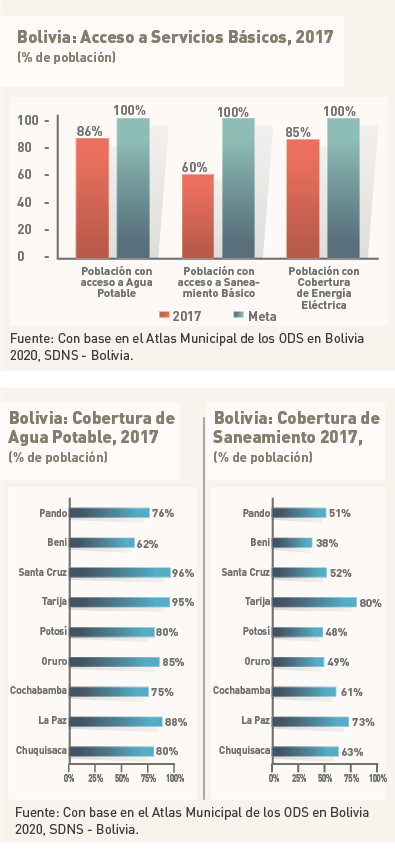 Bolivia: Acceso a Servicios Básicos, 2017
(% de población)
100%
100%
100%
86%
60%
85%
100
80
60
40
20
0
Población con
acceso a Agua
Potable
Población con
acceso a Sanea-
miento Básico
Población con
Cobertura
de Energía
Eléctrica
2017 Meta
Fuente: Con base en el Atlas Municipal de los ODS en Bolivia
2020, SDNS - Bolivia.
Bolivia: Cobertura de
Agua Potable, 2017
(% de población)
Pando 76%
Beni 62%
Santa Cruz 96%
Tarija 95%
Potosí 80%
Oruro 85%
Cochabamba 75%
La Paz 88%
Chuquisaca 80%
0% 25% 50% 75% 100%
Bolivia: Cobertura de
Saneamiento 2017,
(% de población)
Pando 51%
Beni 38%
Santa Cruz 52%
Tarija 80%
Potosí 48%
Oruro 49%
Cochabamba 61%
La Paz 73%
Chuquisaca 63%
0% 25% 50% 75% 100%
Fuente: Con base en el Atlas Municipal de los ODS en Bolivia
2020, SDNS - Bolivia.